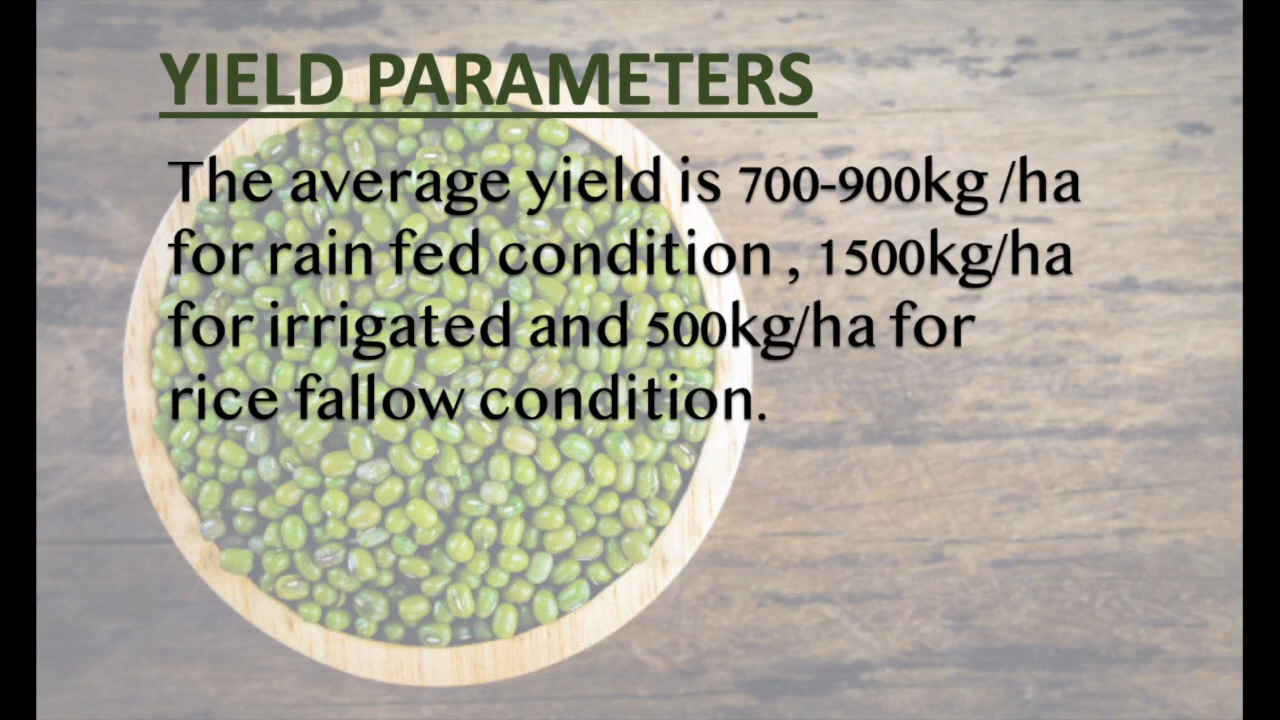 YIELD PARAMETERS
The average yield is 700-900kg /ha
for rain fed condition , 1500kg/ha
for irrigated and 500kg/ha for
rice fallow condition.